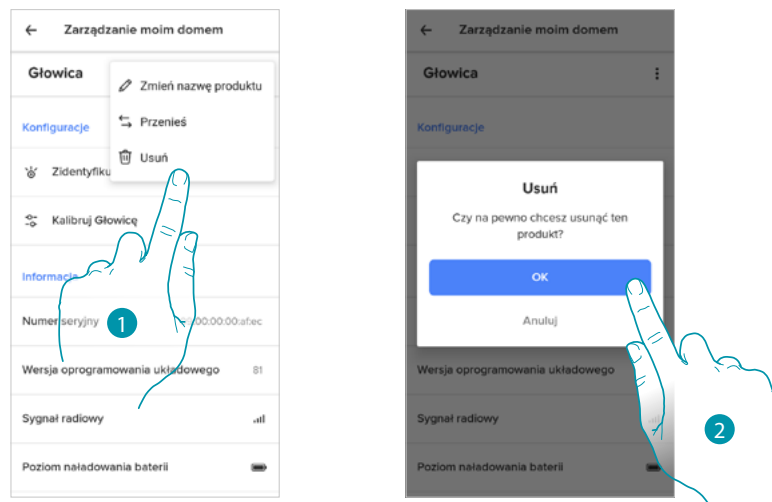 Zarządzanie moim domem
Głowica
Zmień nazwę produktu
Przenieś
Usuń
Konfiguracje
Kalibruj Głowicę
Numer seryjny
:00:00:00:af:ec
1
Wersja oprogramowania układowego 81
Sygnał radiowy
Poziom naładowania baterii
Zarządzanie moim domem
Głowica
Konfiguracje
Usuń
Czy na pewno chcesz usunąć ten
produkt?
OK
Anuluj
Wersja oprogramowania układowego
Sygnał radiowy
2
Poziom naładowania baterii